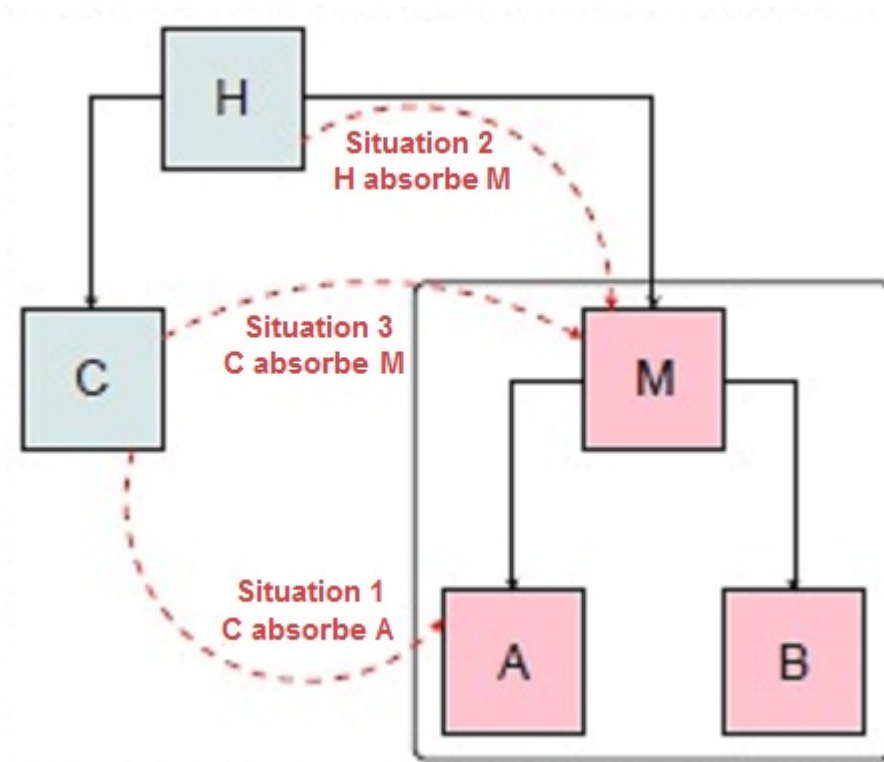 H
Situation 2
H absorbe M
Situation 3
C absorbe M
C
M
Situation 1
C absorbe A
A
B